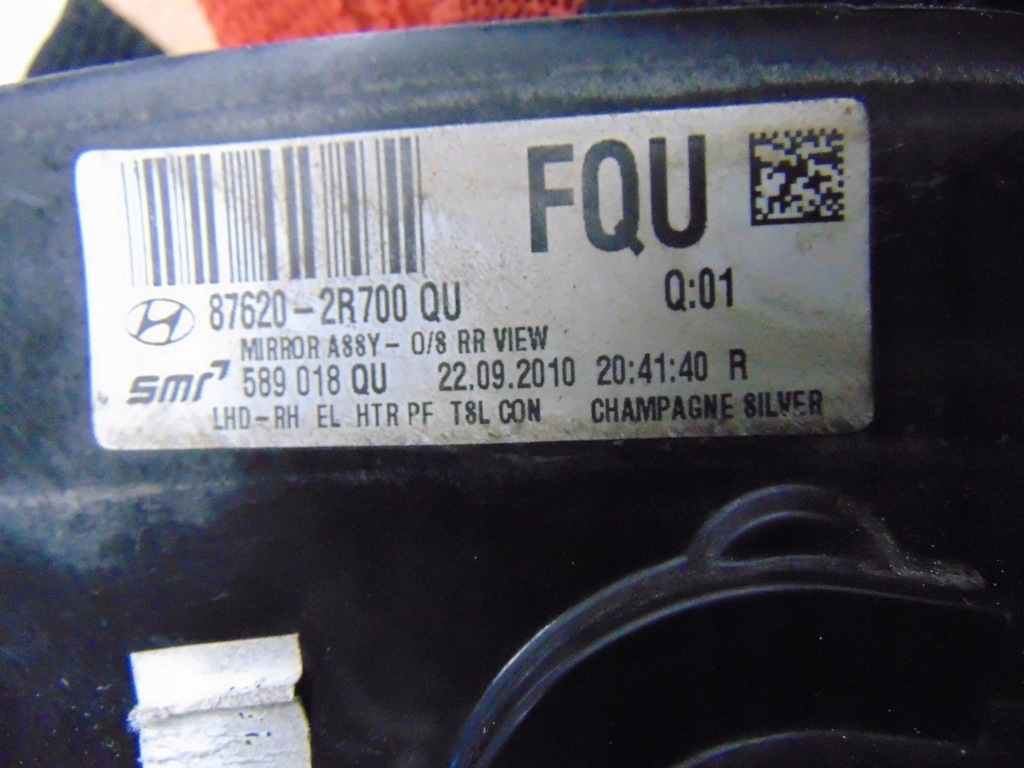 FQU
87620-2R700 QU
Q:01
MIRROR ASSY- O/S RR VIEW
smr 589 018 QU 22.09.2010 20:41:40 R
LHD-RH EL HTR PF TSL CON CHAMPAGNE SILVER